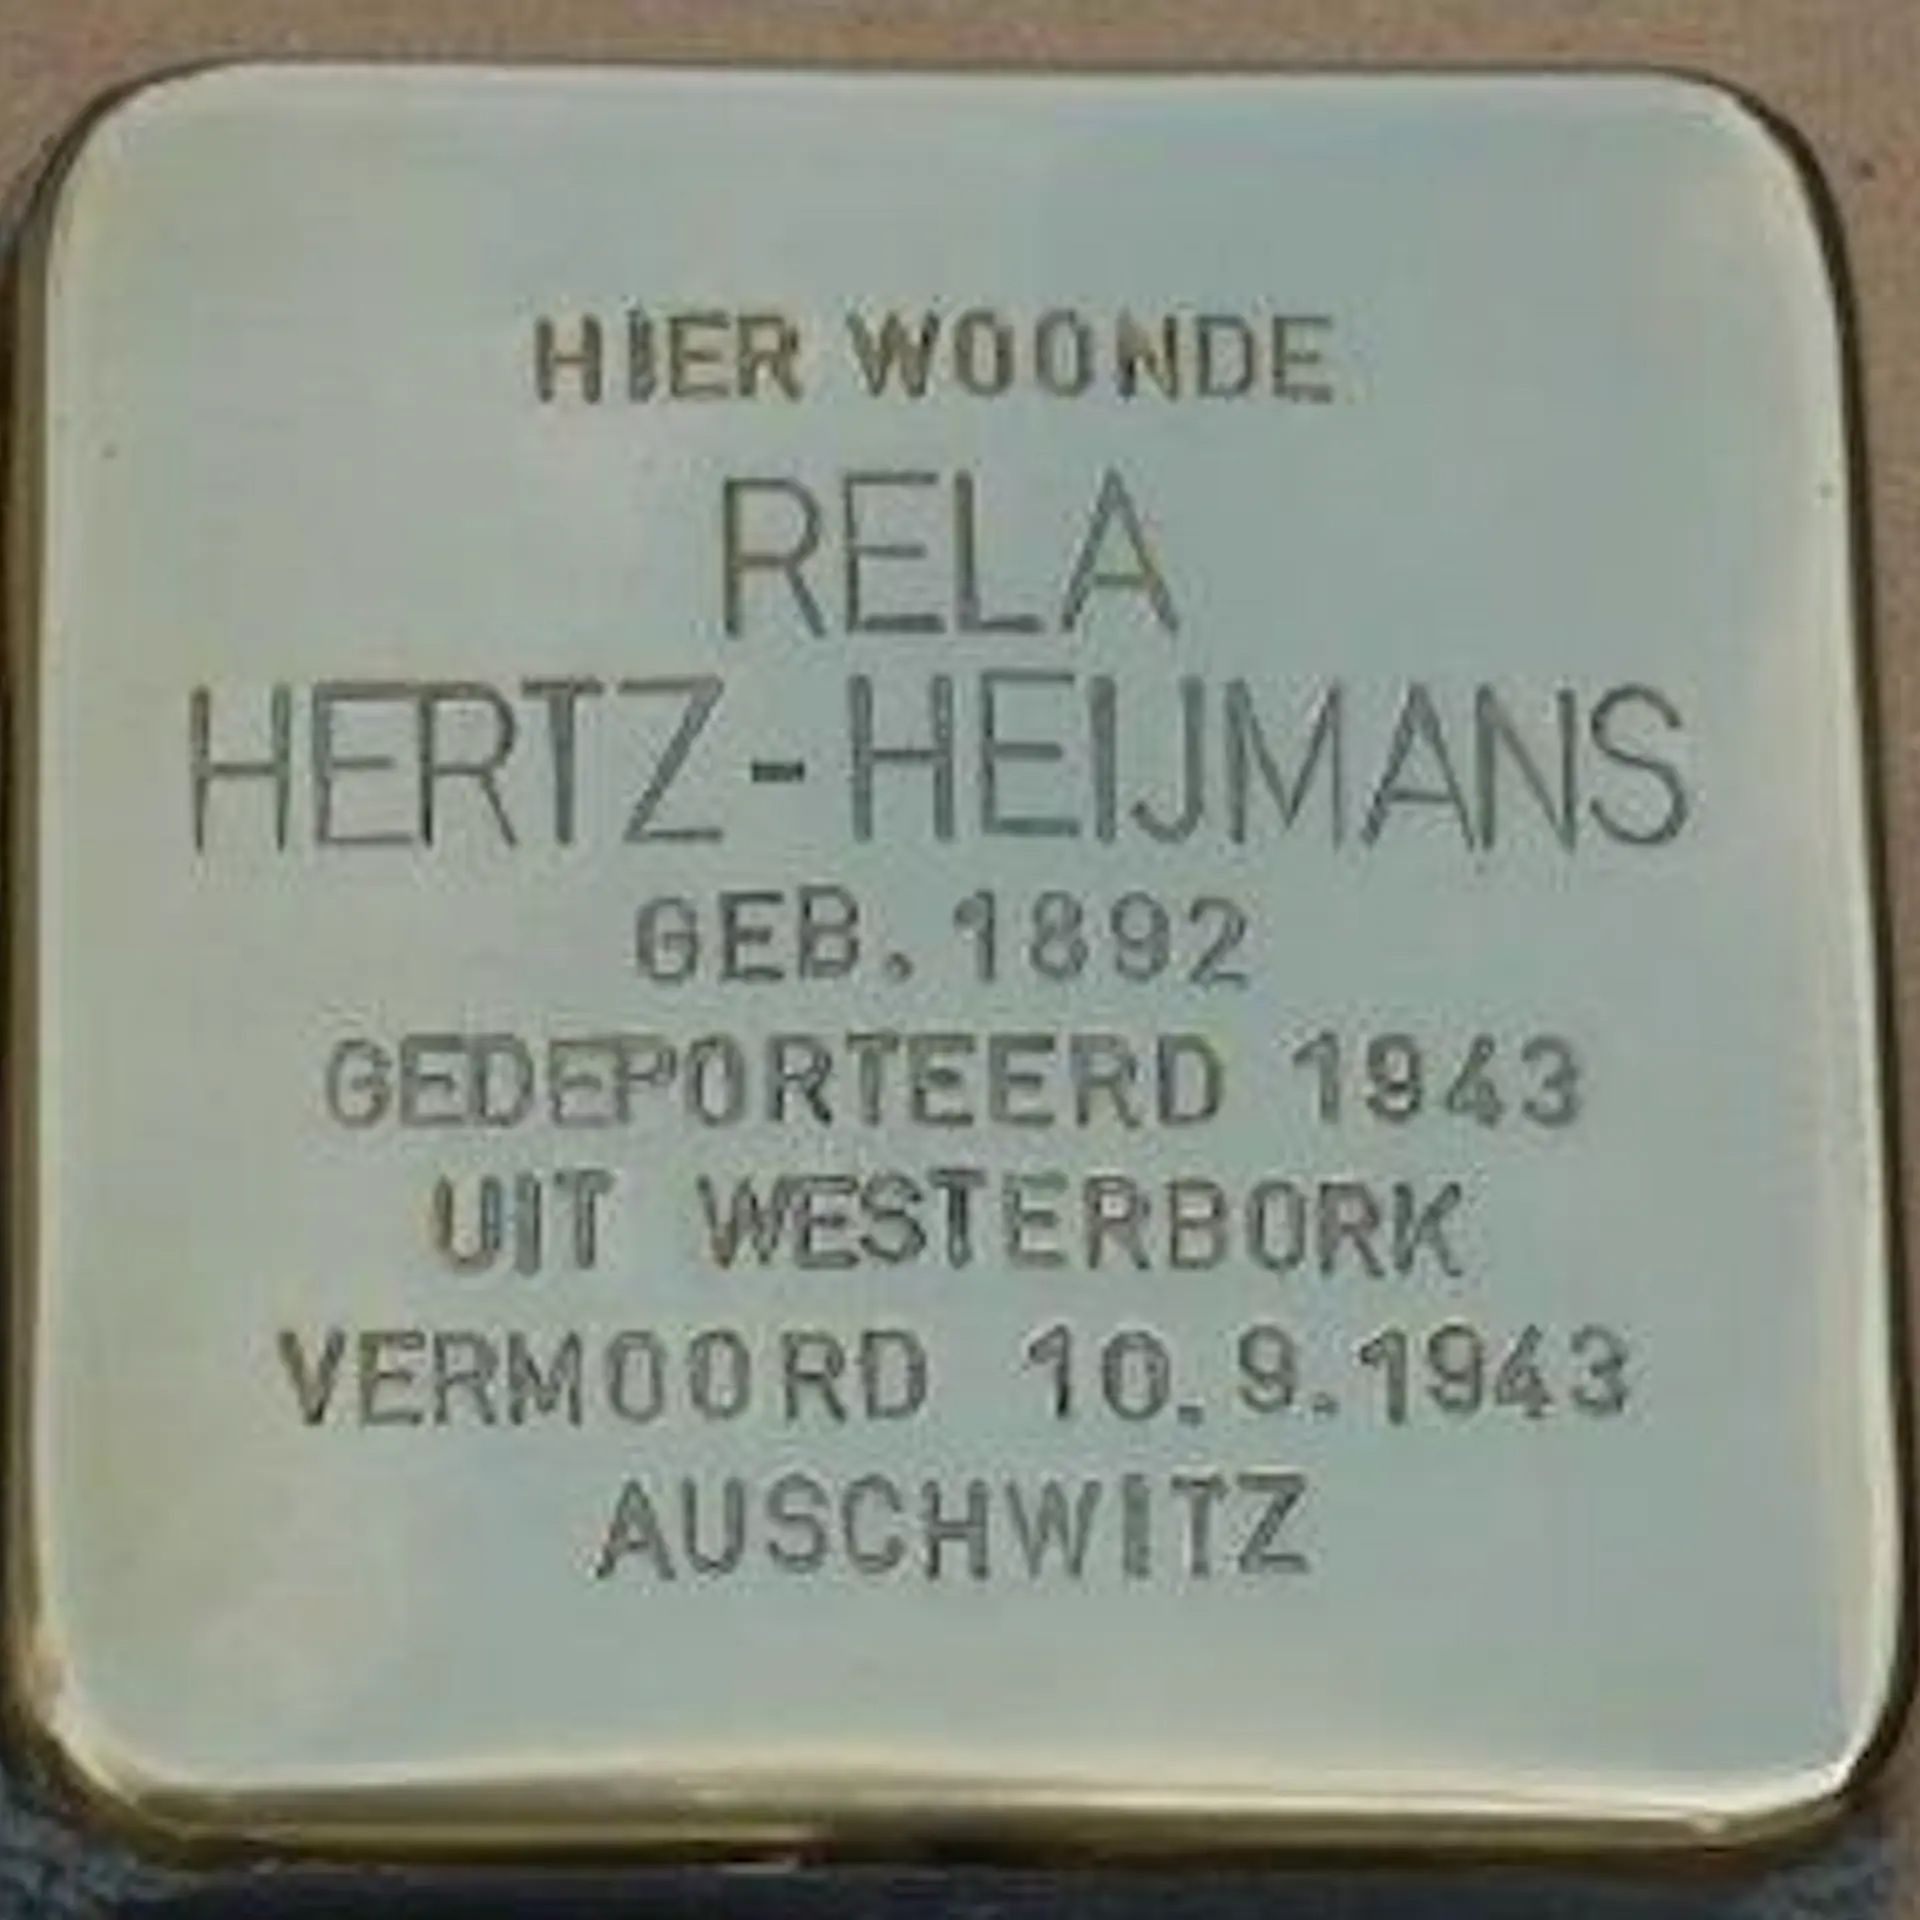 HIER WOONDE
RELA
HERTZ-HEIJMANS
GEB. 1892
GEDEPORTEERD 1943
UIT WESTERBORK
VERMOORD 10.9.1943
AUSCHWITZ